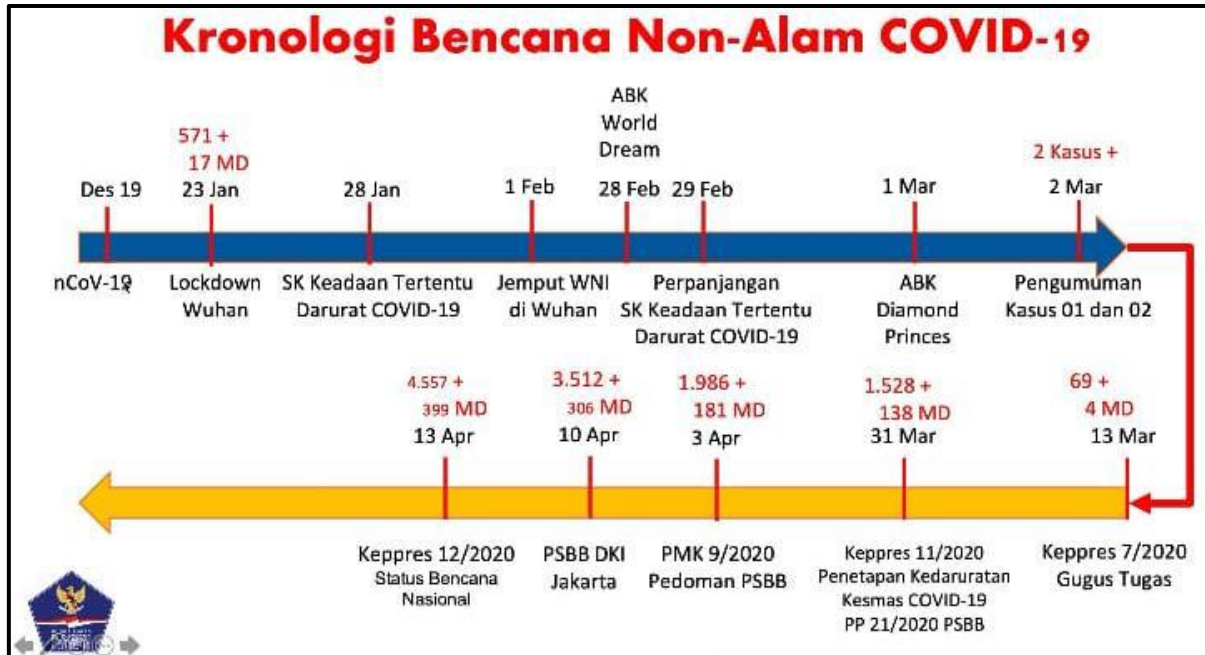 Kronologi Bencana Non-Alam COVID-19
Des 19
nCoV-19
571 +
17 MD
23 Jan
Lockdown
Wuhan
28 Jan
SK Keadaan Tertentu
Darurat COVID-19
1 Feb
Jemput WNI
di Wuhan
ABK
World
Dream
28 Feb
29 Feb
Perpanjangan
SK Keadaan Tertentu
Darurat COVID-19
1 Mar
ABK
Diamond
Princes
2 Kasus +
2 Mar
Pengumuman
Kasus 01 dan 02
69 +
4 MD
13 Mar
Keppres 7/2020
Gugus Tugas
1.528 +
138 MD
31 Mar
Keppres 11/2020
Penetapan Kedaruratan
Kesmas COVID-19
PP 21/2020 PSBB
1.986 +
181 MD
3 Apr
PMK 9/2020
Pedoman PSBB
3.512 +
306 MD
10 Apr
PSBB DKI
Jakarta
4.557 +
399 MD
13 Apr
Keppres 12/2020
Status Bencana
Nasional